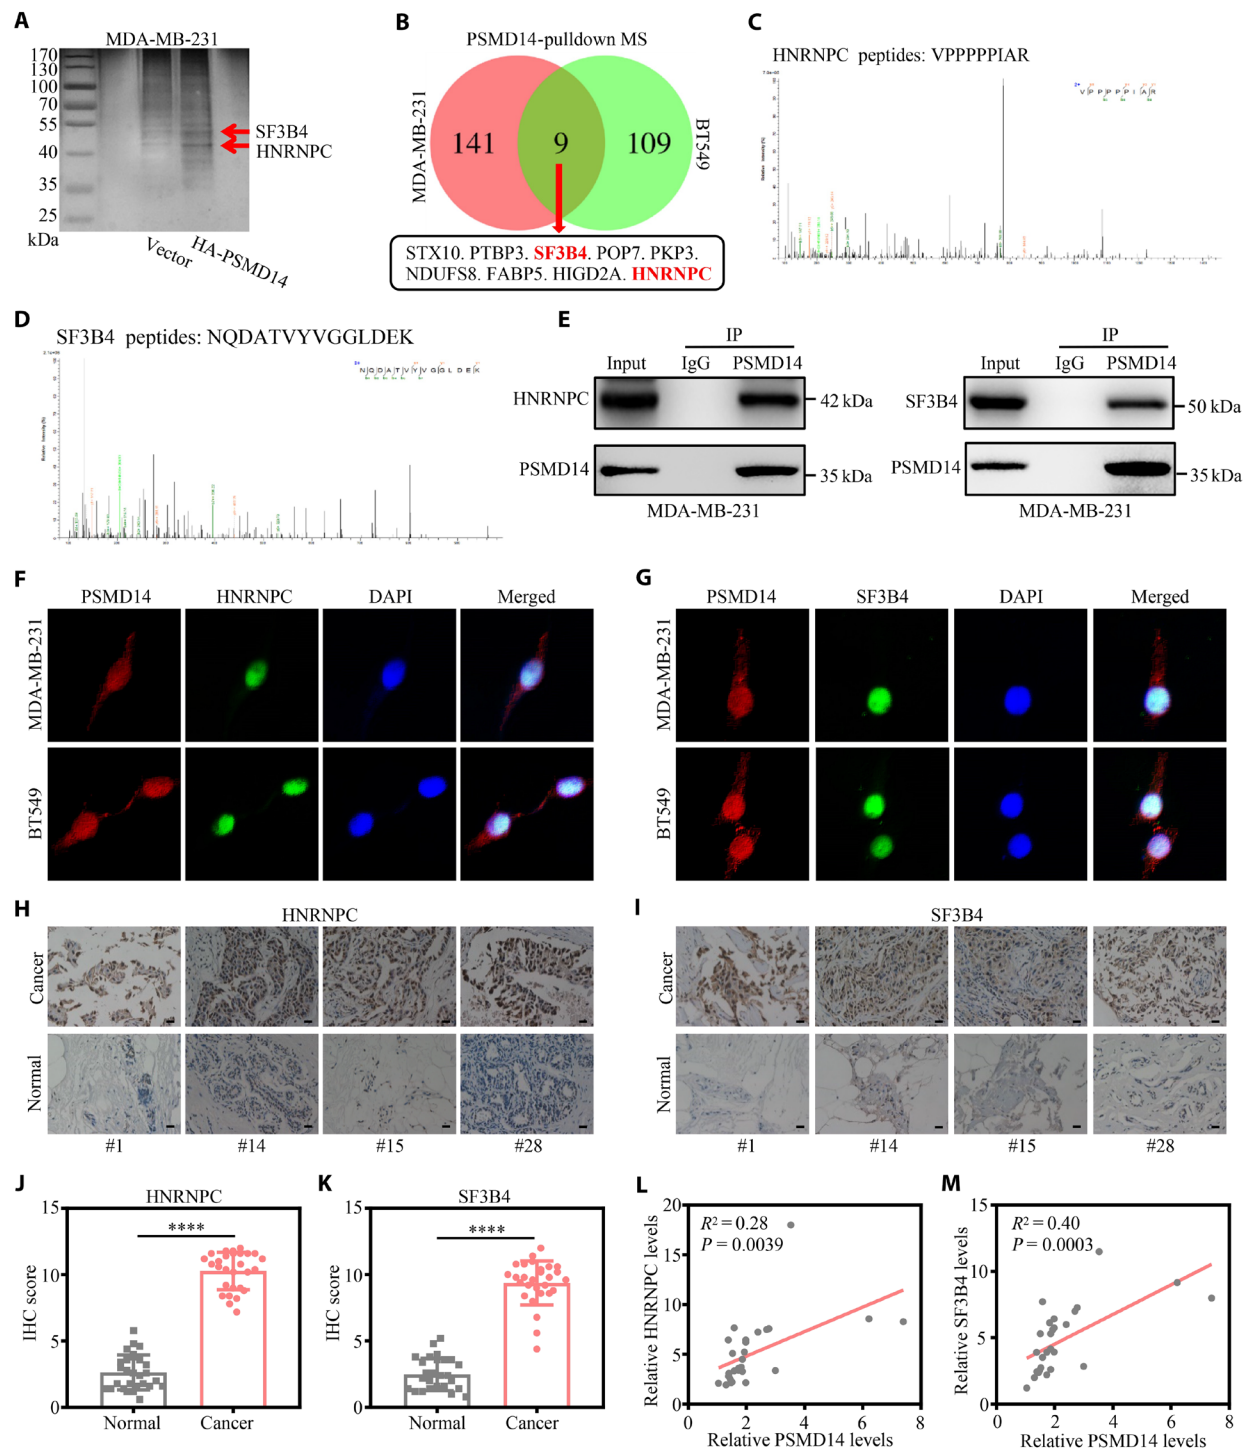 A
MDA-MB-231
170
130
100
70
55
40
35
25
kDa
SF3B4
HNRNPC
Vector
HA-PSMD14
B
PSMD14-pulldown MS
MDA-MB-231
141
9
109
BT549
STX10. PTBP3. SF3B4. POP7. PKP3.
NDUFS8. FABP5. HIGD2A. HNRNPC
C
HNRNPC peptides: VPPPPPIAR
Relative Intensity (%)
V P P P P P I A R
D
SF3B4 peptides: NQDATVYVGGLDEK
Relative Intensity (%)
N Q D A T V Y V G G L D E K
E
IP
Input IgG PSMD14
HNRNPC
42 kDa
PSMD14
35 kDa
MDA-MB-231
IP
Input IgG PSMD14
SF3B4
50 kDa
PSMD14
35 kDa
MDA-MB-231
F
PSMD14 HNRNPC DAPI Merged
MDA-MB-231
BT549
G
PSMD14 SF3B4 DAPI Merged
MDA-MB-231
BT549
H
HNRNPC
Cancer
Normal
#1 #14 #15 #28
I
SF3B4
Cancer
Normal
#1 #14 #15 #28
J
HNRNPC
IHC score
15
10
5
0
****
Normal Cancer
K
SF3B4
IHC score
15
10
5
0
****
Normal Cancer
L
Relative HNRNPC levels
20
15
10
5
0
R² = 0.28
P = 0.0039
0 2 4 6 8
Relative PSMD14 levels
M
Relative SF3B4 levels
15
10
5
0
R² = 0.40
P = 0.0003
0 2 4 6 8
Relative PSMD14 levels